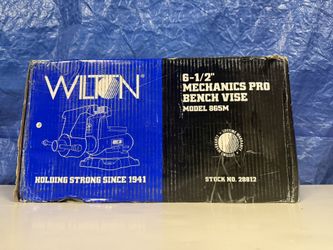 WILTON
HOLDING STRONG SINCE 1941
6-1/2"
MECHANICS PRO
BENCH VISE
MODEL 865M
STOCK NO. 28812